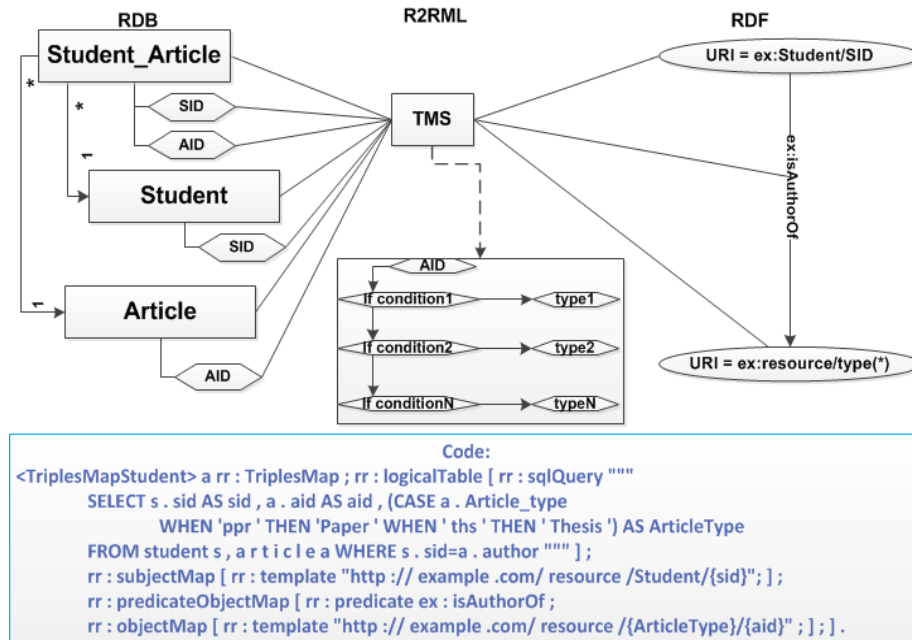 RDB
R2RML
RDF
Student_Article
URI = ex:Student/SID
*
*
SID
TMS
AID
ex:isAuthorOf
1
Student
SID
AID
If condition1
type1
1
Article
If condition2
type2
URI = ex:resource/type(*)
AID
If conditionN
typeN
Code:
<TriplesMapStudent> a rr : TriplesMap ; rr : logicalTable [ rr : sqlQuery """
SELECT s . sid AS sid , a . aid AS aid , (CASE a . Article_type
WHEN 'ppr ' THEN 'Paper ' WHEN ' ths ' THEN ' Thesis ') AS ArticleType
FROM student s , a r t i c l e a WHERE s . sid=a . author """ ] ;
rr : subjectMap [ rr : template "http :// example .com/ resource /Student/{sid}"; ] ;
rr : predicateObjectMap [ rr : predicate ex : isAuthorOf ;
rr : objectMap [ rr : template "http :// example .com/ resource /{ArticleType}/{aid}" ; ] ; ] .